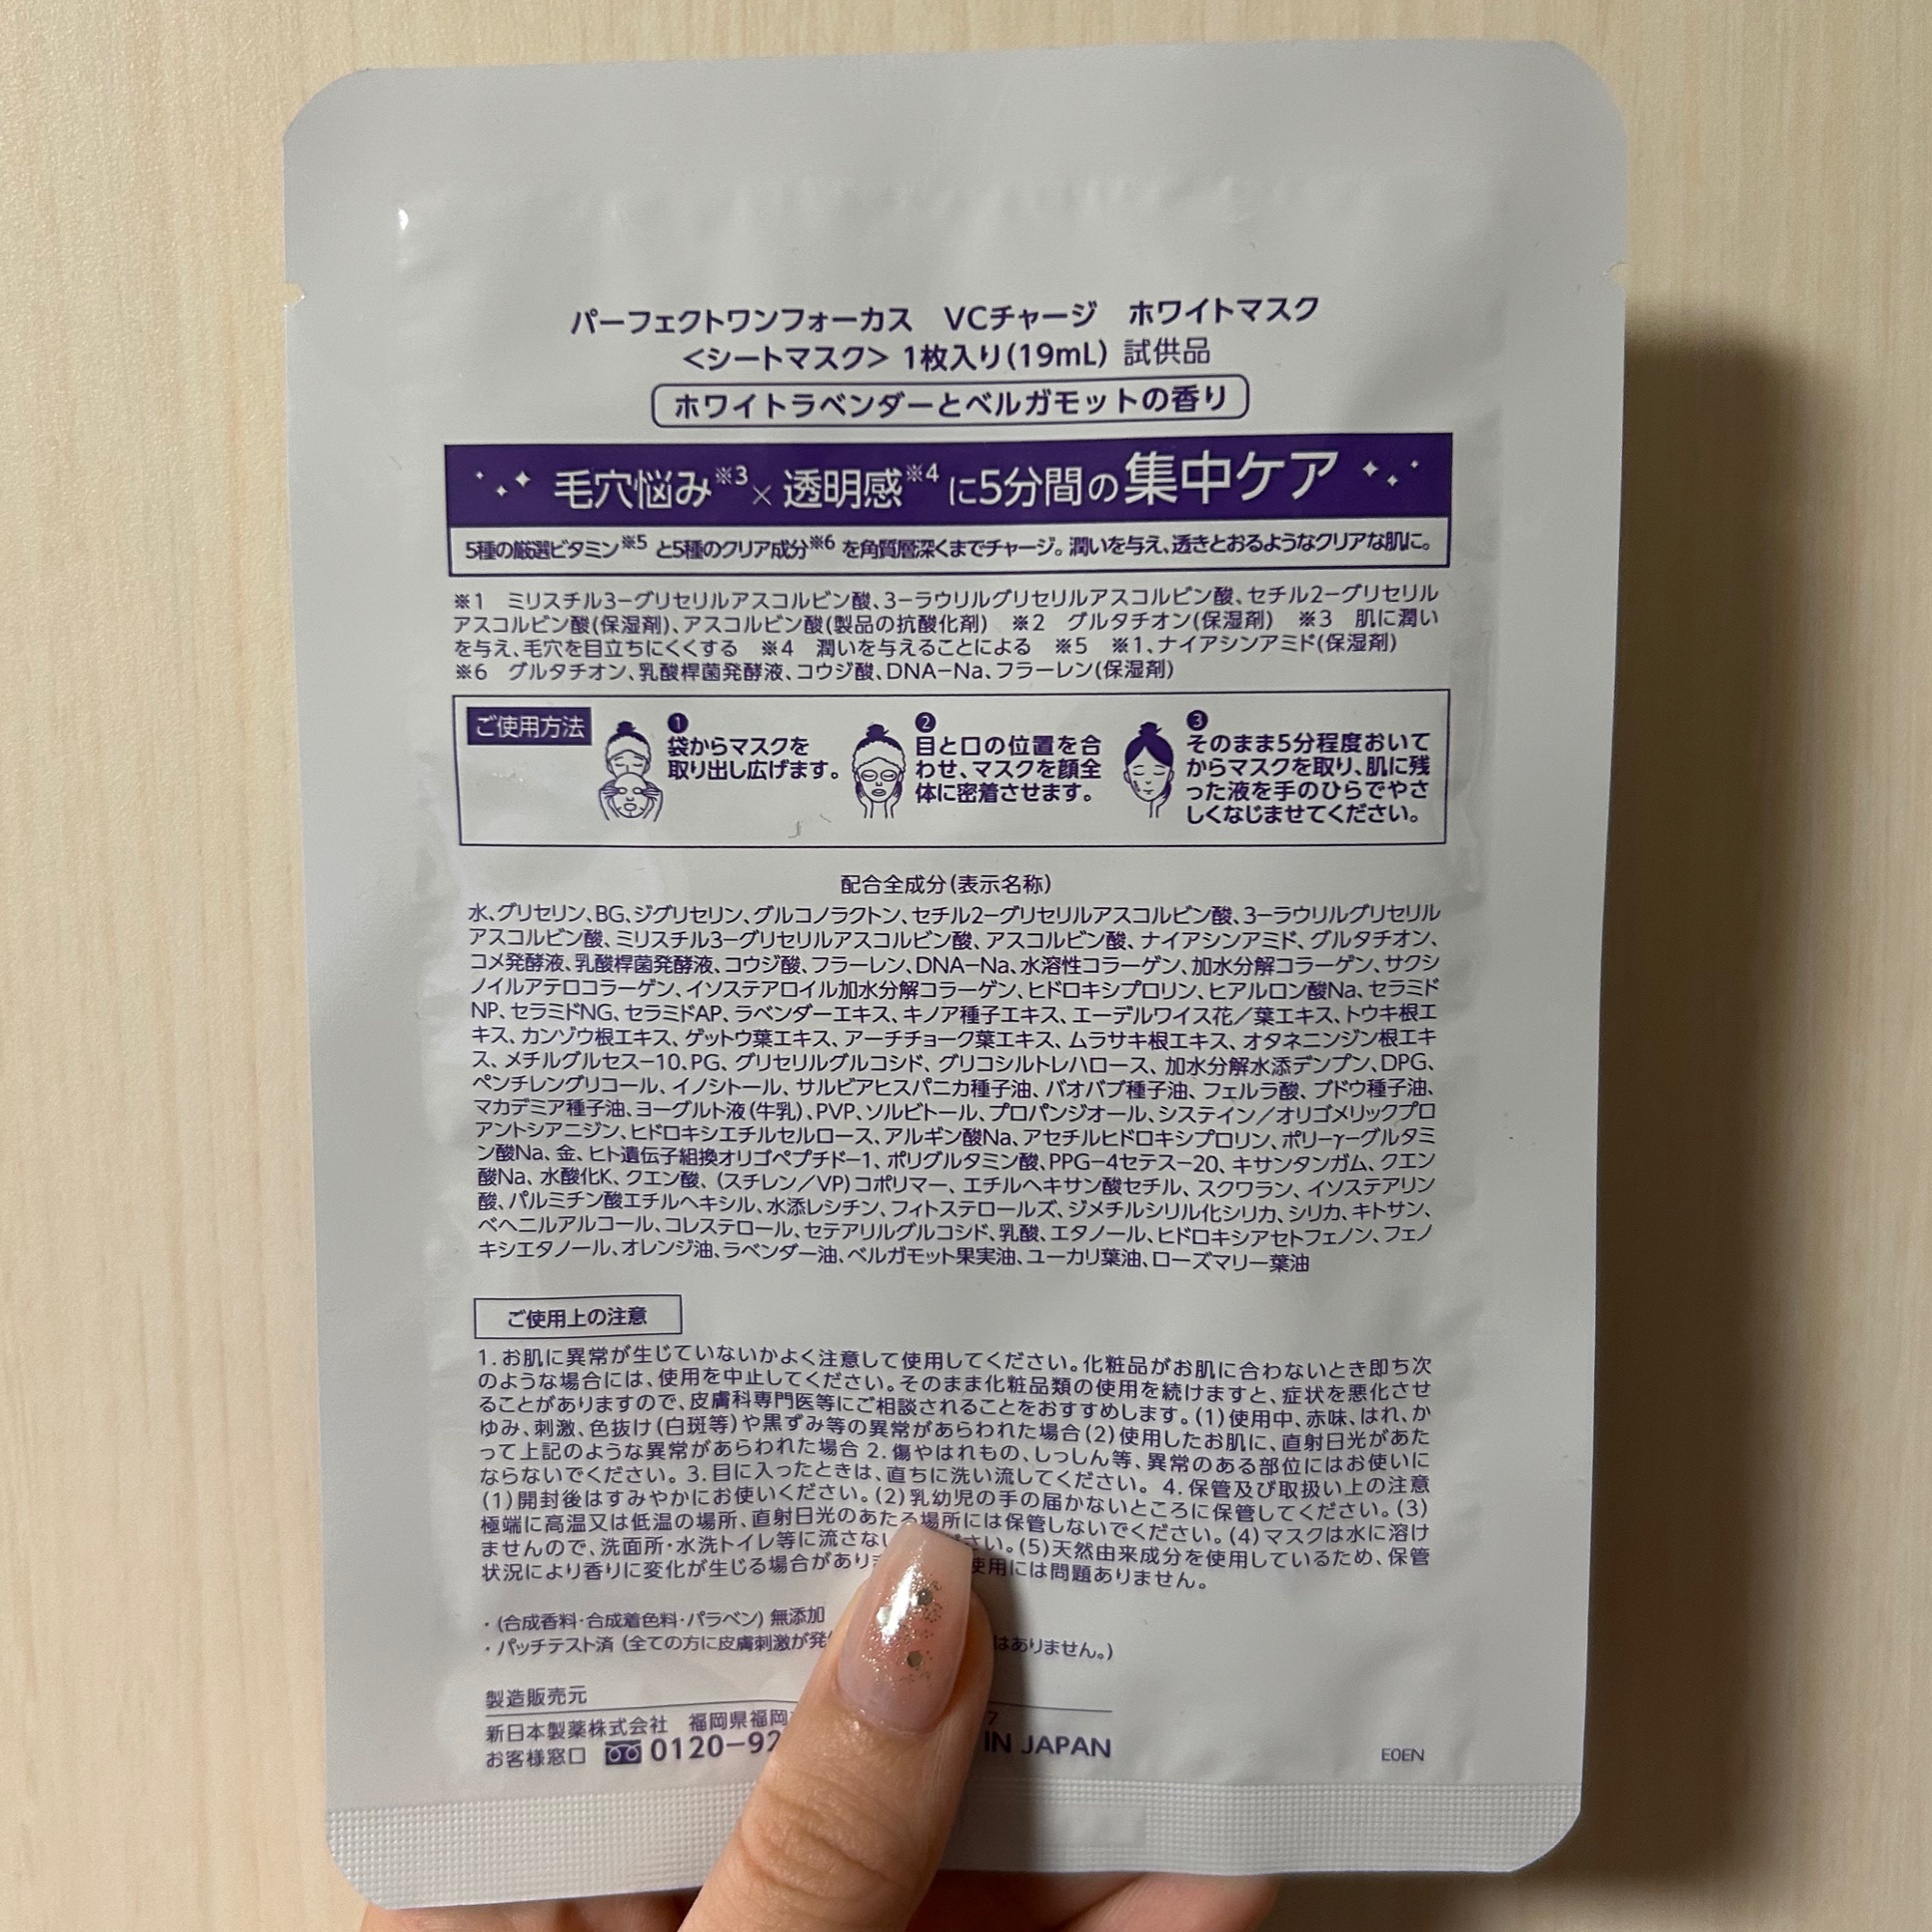 パーフェクトワンフォーカス VCチャージ ホワイトマスク
<シートマスク> 1枚入り(19mL) 試供品
ホワイトラベンダーとベルガモットの香り
毛穴悩み※3×透明感※4に5分間の集中ケア
5種の厳選ビタミン※5 と5種のクリア成分※6 を角質層深くまでチャージ。潤いを与え、透きとおるようなクリアな肌に。
※1 ミリスチル3-グリセリルアスコルビン酸、3-ラウリルグリセリルアスコルビン酸、セチル2-グリセリル
アスコルビン酸(保湿剤)、アスコルビン酸(製品の抗酸化剤) ※2 グルタチオン(保湿剤) ※3 肌に潤い
を与え、毛穴を目立ちにくくする ※4 潤いを与えることによる ※5 ※1、ナイアシンアミド(保湿剤)
※6 グルタチオン、乳酸桿菌発酵液、コウジ酸、DNA-Na、フラーレン(保湿剤)
ご使用方法
❶
袋からマスクを
取り出し広げます。
❷
目と口の位置を合
わせ、マスクを顔全
体に密着させます。
❸
そのまま5分程度おいて
からマスクを取り、肌に残
った液を手のひらでやさ
しくなじませてください。
配合全成分(表示名称)
水、グリセリン、BG、ジグリセリン、グルコノラクトン、セチル2-グリセリルアスコルビン酸、3-ラウリルグリセリル
アスコルビン酸、ミリスチル3-グリセリルアスコルビン酸、アスコルビン酸、ナイアシンアミド、グルタチオン、
コメ発酵液、乳酸桿菌発酵液、コウジ酸、フラーレン、DNA-Na、水溶性コラーゲン、加水分解コラーゲン、サクシ
ノイルアテロコラーゲン、イソステアロイル加水分解コラーゲン、ヒドロキシプロリン、ヒアルロン酸Na、セラミド
NP、セラミドNG、セラミドAP、ラベンダーエキス、キノア種子エキス、エーデルワイス花/葉エキス、トウキ根エ
キス、カンゾウ根エキス、ゲットウ葉エキス、アーチチョーク葉エキス、ムラサキ根エキス、オタネニンジン根エキ
ス、メチルグルセス-10、PG、グリセリルグルコシド、グリコシルトレハロース、加水分解水添デンプン、DPG、
ペンチレングリコール、イノシトール、サルビアヒスパニカ種子油、バオバブ種子油、フェルラ酸、ブドウ種子油、
マカデミア種子油、ヨーグルト液(牛乳)、PVP、ソルビトール、プロパンジオール、システイン/オリゴメリックプロ
アントシアニジン、ヒドロキシエチルセルロース、アルギン酸Na、アセチルヒドロキシプロリン、ポリ-γ-グルタミ
ン酸Na、金、ヒト遺伝子組換オリゴペプチド-1、ポリグルタミン酸、PPG-4セテス-20、キサンタンガム、クエン
酸Na、水酸化K、クエン酸、(スチレン/VP)コポリマー、エチルヘキサン酸セチル、スクワラン、イソステアリン
酸、パルミチン酸エチルヘキシル、水添レシチン、フィトステロールズ、ジメチルシリル化シリカ、シリカ、キトサン、
ベヘニルアルコール、コレステロール、セテアリルグルコシド、乳酸、エタノール、ヒドロキシアセトフェノン、フェノ
キシエタノール、オレンジ油、ラベンダー油、ベルガモット果実油、ユーカリ葉油、ローズマリー葉油
ご使用上の注意
1.お肌に異常が生じていないかよく注意して使用してください。化粧品がお肌に合わないとき即ち次
のような場合には、使用を中止してください。そのまま化粧品類の使用を続けますと、症状を悪化させ
ることがありますので、皮膚科専門医等にご相談されることをおすすめします。(1)使用中、赤味、はれ、か
ゆみ、刺激、色抜け(白斑等)や黒ずみ等の異常があらわれた場合(2)使用したお肌に、直射日光があた
って上記のような異常があらわれた場合 2.傷やはれもの、しっしん等、異常のある部位にはお使いに
ならないでください。 3.目に入ったときは、直ちに洗い流してください。 4.保管及び取扱い上の注意
(1)開封後はすみやかにお使いください。(2)乳幼児の手の届かないところに保管してください。(3)
極端に高温又は低温の場所、直射日光のあたる場所には保管しないでください。(4)マスクは水に溶け
ませんので、洗面所・水洗トイレ等に流さない さい。(5)天然由来成分を使用しているため、保管
状況により香りに変化が生じる場合があり 使用には問題ありません。
・(合成香料・合成着色料・パラベン)無添加
・パッチテスト済(全ての方に皮膚刺激が発 はありません。)
製造販売元
新日本製薬株式会社 福岡県福岡 7
お客様窓口 0120-92 IN JAPAN
E0EN